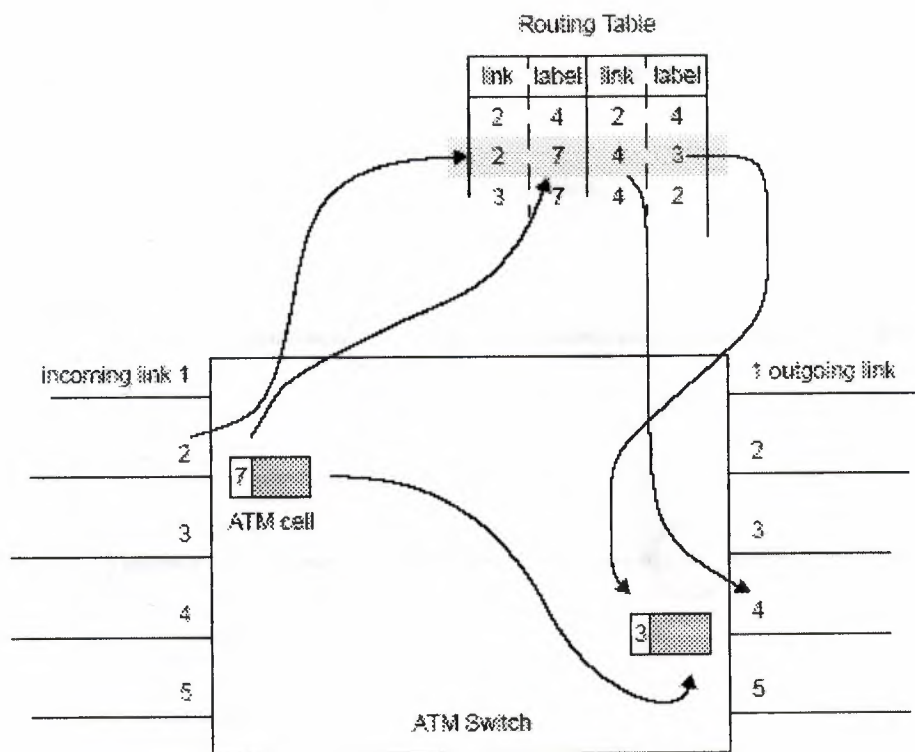 Routing Table
link label link label
2 4 2 4
2 7 4 3
3 7 4 2
incoming link 1
1 outgoing link
2
2
7
ATM cell
3
3
4
4
3
5
5
ATM Switch